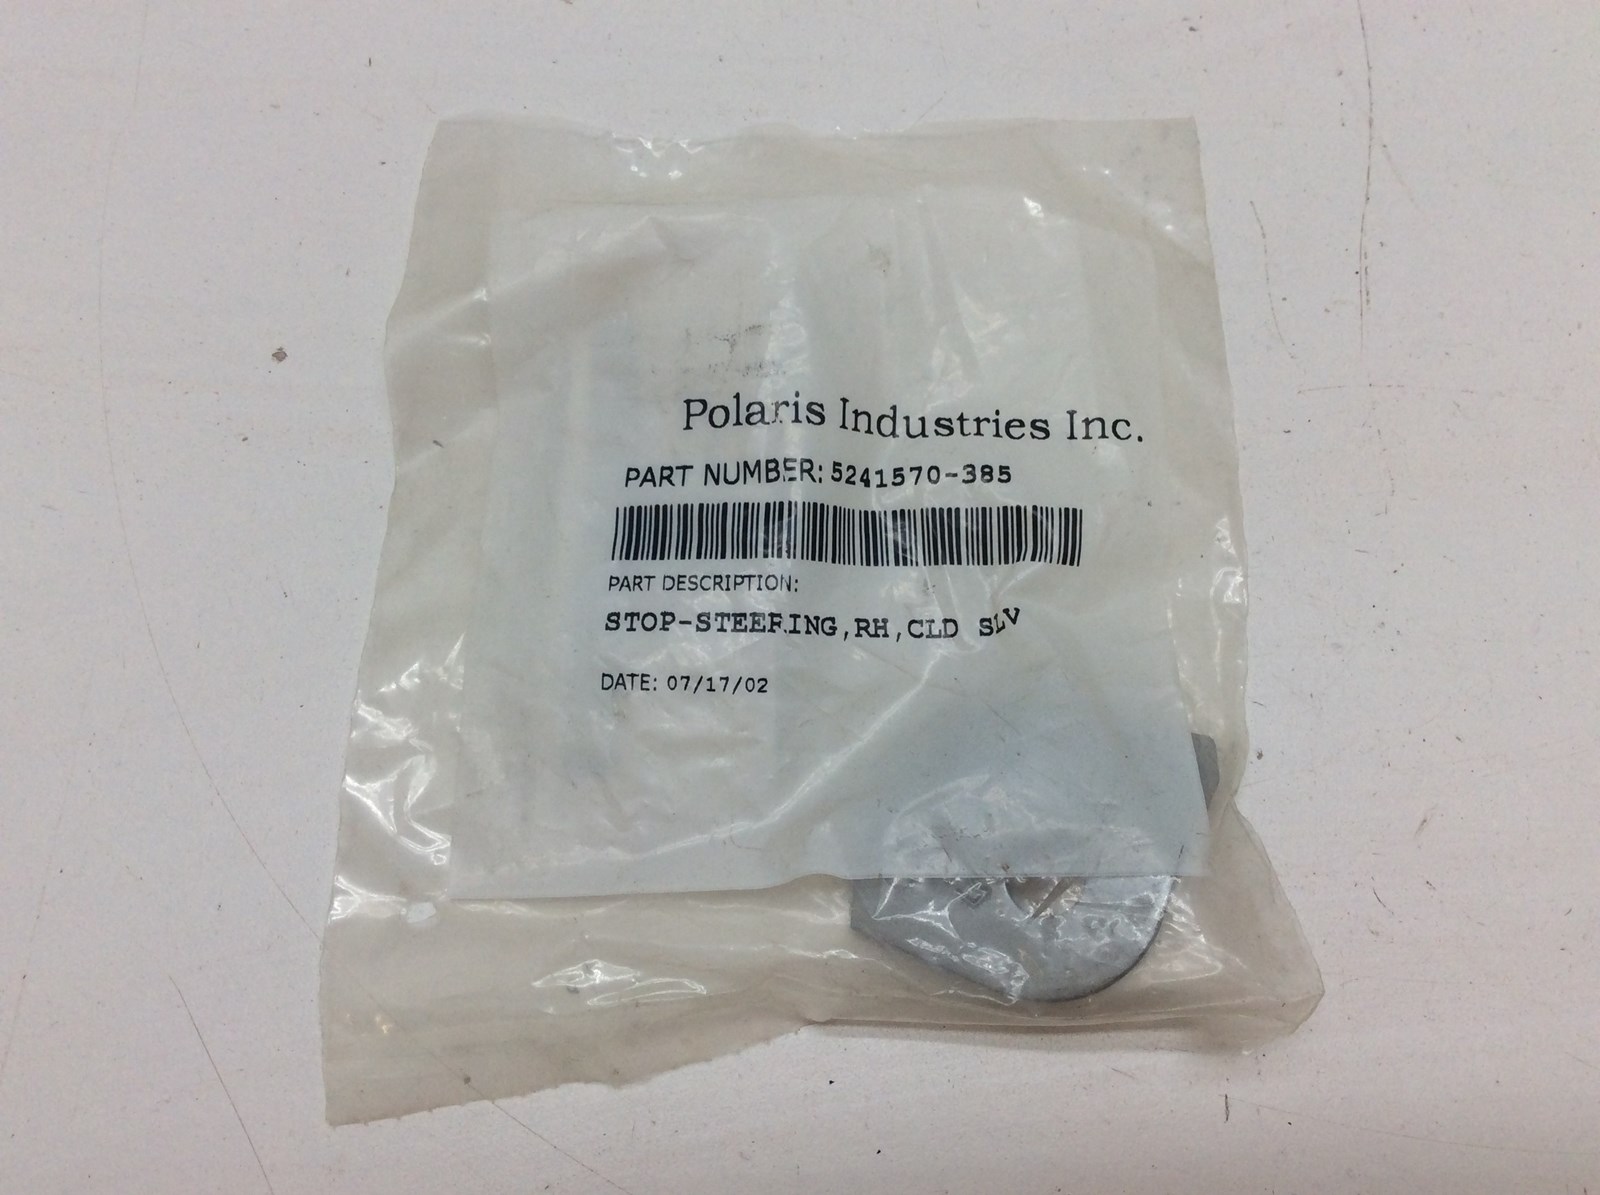 Polaris Industries Inc.
PART NUMBER: 5241570-385
PART DESCRIPTION:
STOP-STEERING,RH,CLD SLV
DATE: 07/17/02